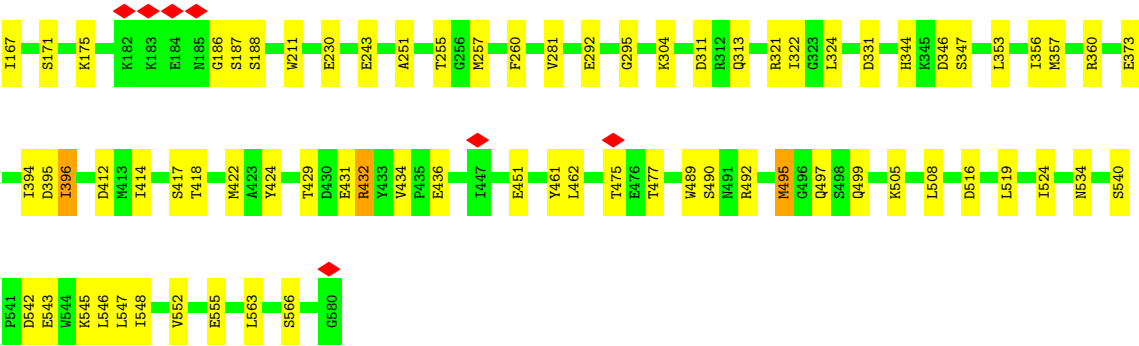 I167 S171 K175 K182 K183 E184 N185 G186 S187 S188 W211 E230 E243 A251 T255 G256 M257 F260 V281 E292 G295 K304 D311 R312 Q313 R321 I322 G323 L324 D331 H344 K345 D346 S347 L353 I356 M357 R360 E373
I394 D395 I396 D412 M413 I414 S417 T418 M422 A423 Y424 T429 D430 E431 R432 Y433 V434 P435 E436 I447 E451 Y461 L462 T475 E476 T477 W489 S490 N491 R492 M495 G496 Q497 S498 Q499 K505 L508 D516 L519 I524 N534 S540
P541 D542 E543 W544 K545 L546 L547 I548 V552 E555 L563 S566 G580